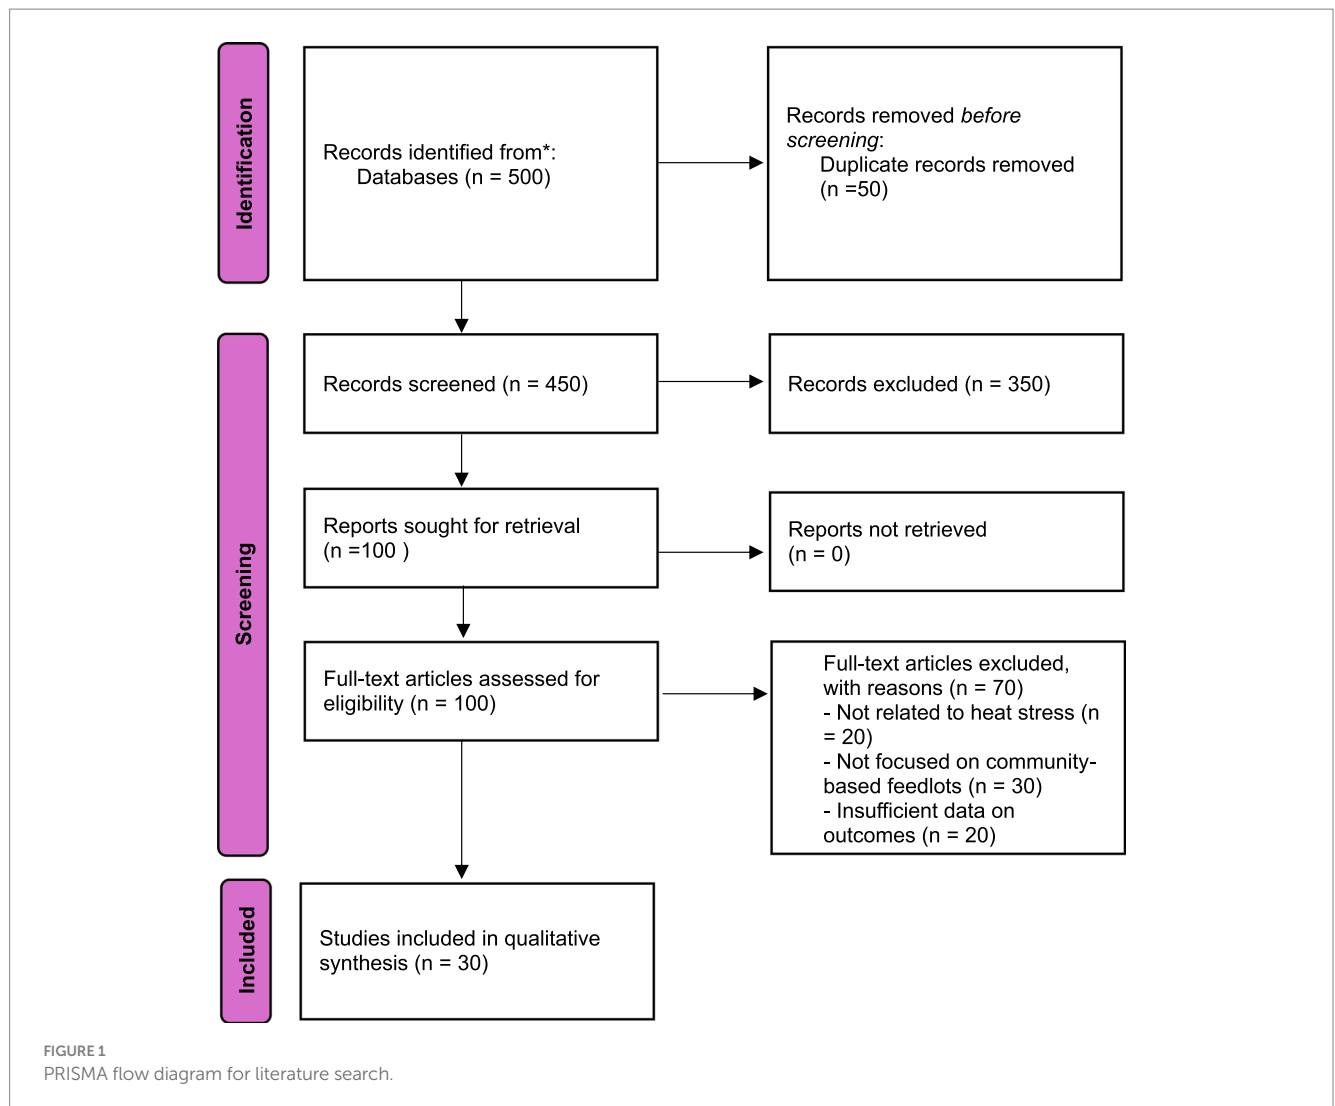 Identification
Records identified from*:
Databases (n = 500)
Records removed before
screening:
Duplicate records removed
(n =50)
Screening
Records screened (n = 450)
Records excluded (n = 350)
Reports sought for retrieval
(n =100 )
Reports not retrieved
(n = 0)
Full-text articles assessed for
eligibility (n = 100)
Full-text articles excluded,
with reasons (n = 70)
- Not related to heat stress (n
= 20)
- Not focused on community-
based feedlots (n = 30)
- Insufficient data on
outcomes (n = 20)
Included
Studies included in qualitative
synthesis (n = 30)
FIGURE 1
PRISMA flow diagram for literature search.